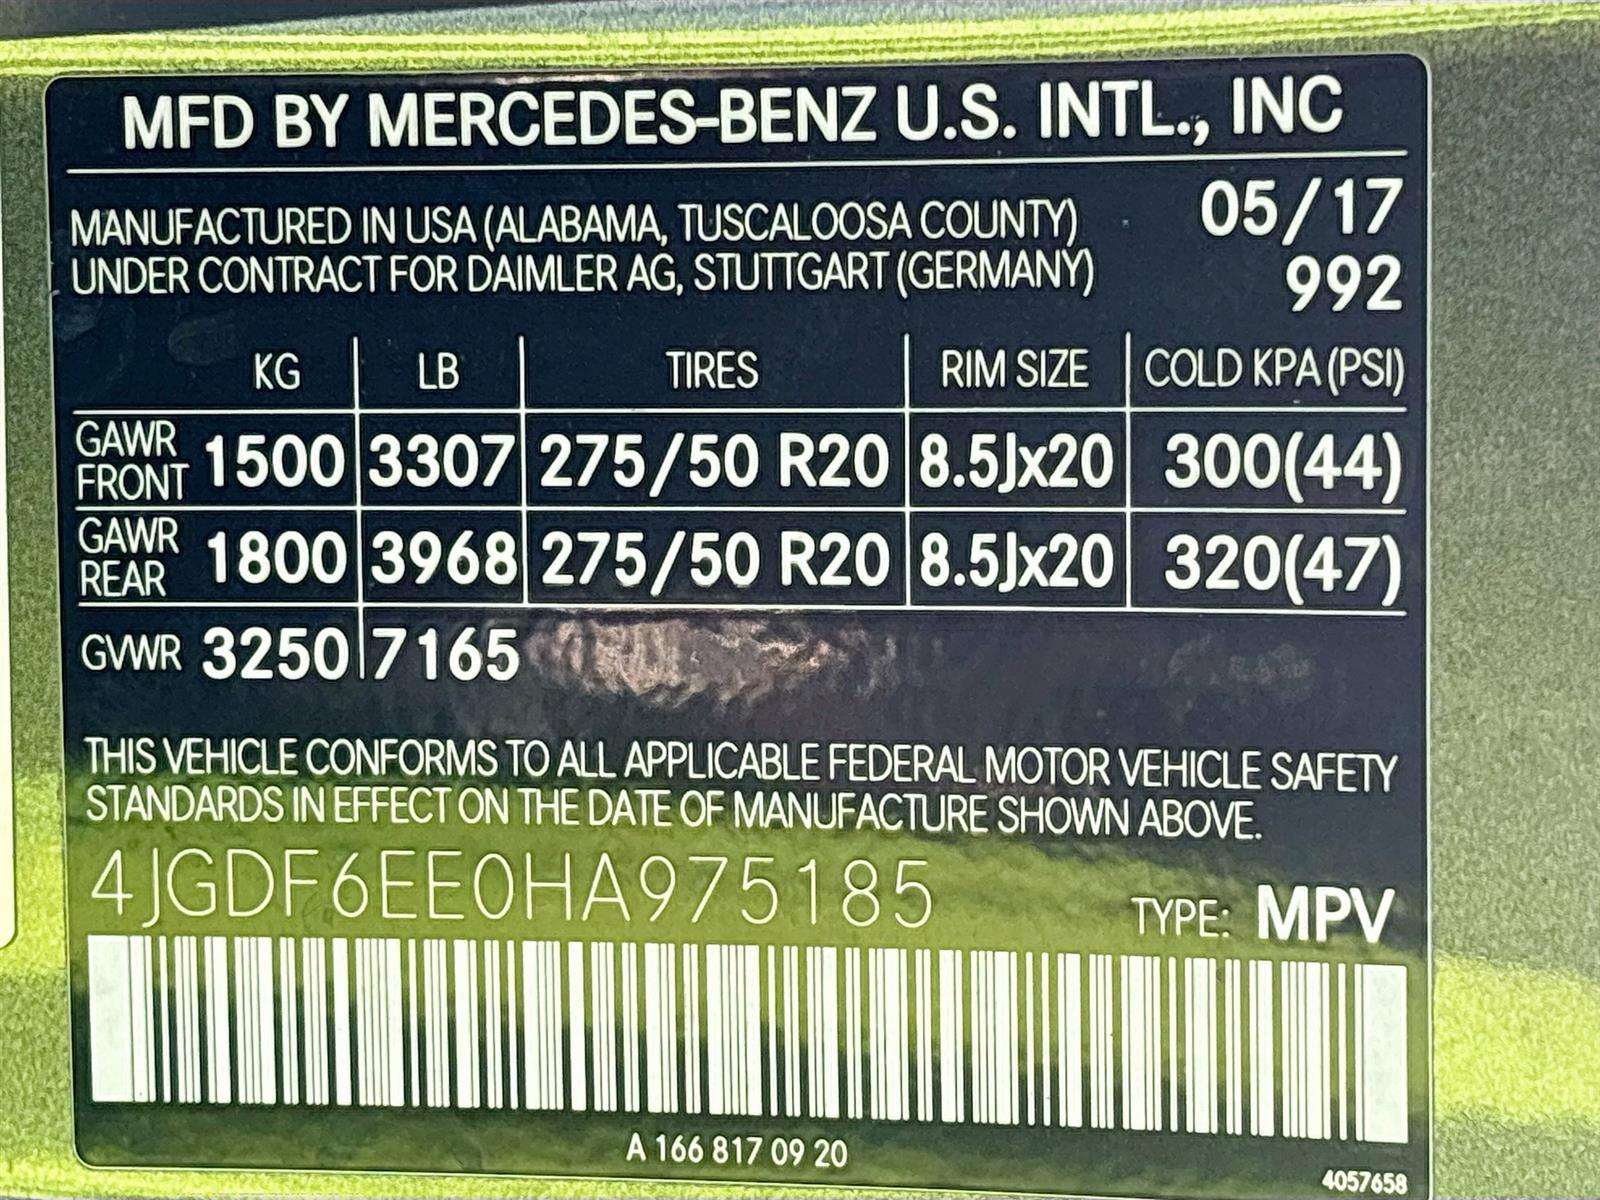 MFD BY MERCEDES-BENZ U.S. INTL., INC
MANUFACTURED IN USA (ALABAMA, TUSCALOOSA COUNTY) 05/17
UNDER CONTRACT FOR DAIMLER AG, STUTTGART (GERMANY) 992
KG LB TIRES RIM SIZE COLD KPA (PSI)
GAWR FRONT 1500 3307 275/50 R20 8.5Jx20 300(44)
GAWR REAR 1800 3968 275/50 R20 8.5Jx20 320(47)
GVWR 3250 7165
THIS VEHICLE CONFORMS TO ALL APPLICABLE FEDERAL MOTOR VEHICLE SAFETY
STANDARDS IN EFFECT ON THE DATE OF MANUFACTURE SHOWN ABOVE.
4JGDF6EE0HA975185 TYPE: MPV
A 166 817 09 20
4057658